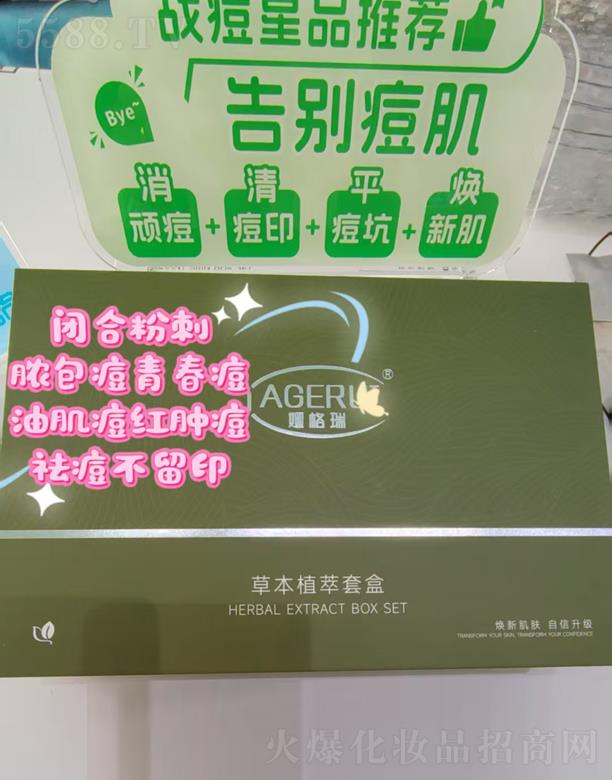 5588.TV
战痘星品推荐
Bye~
告别痘肌
消顽痘 + 清痘印 + 平痘坑 + 焕新肌
闭合粉刺
脓包痘青春痘
油肌痘红肿痘
祛痘不留印
®
姗格瑞
草本植萃套盒
HERBAL EXTRACT BOX SET
焕新肌肤 自信升级
TRANSFORM YOUR SKIN, TRANSFORM YOUR CONFIDENCE
火爆化妆品招商网